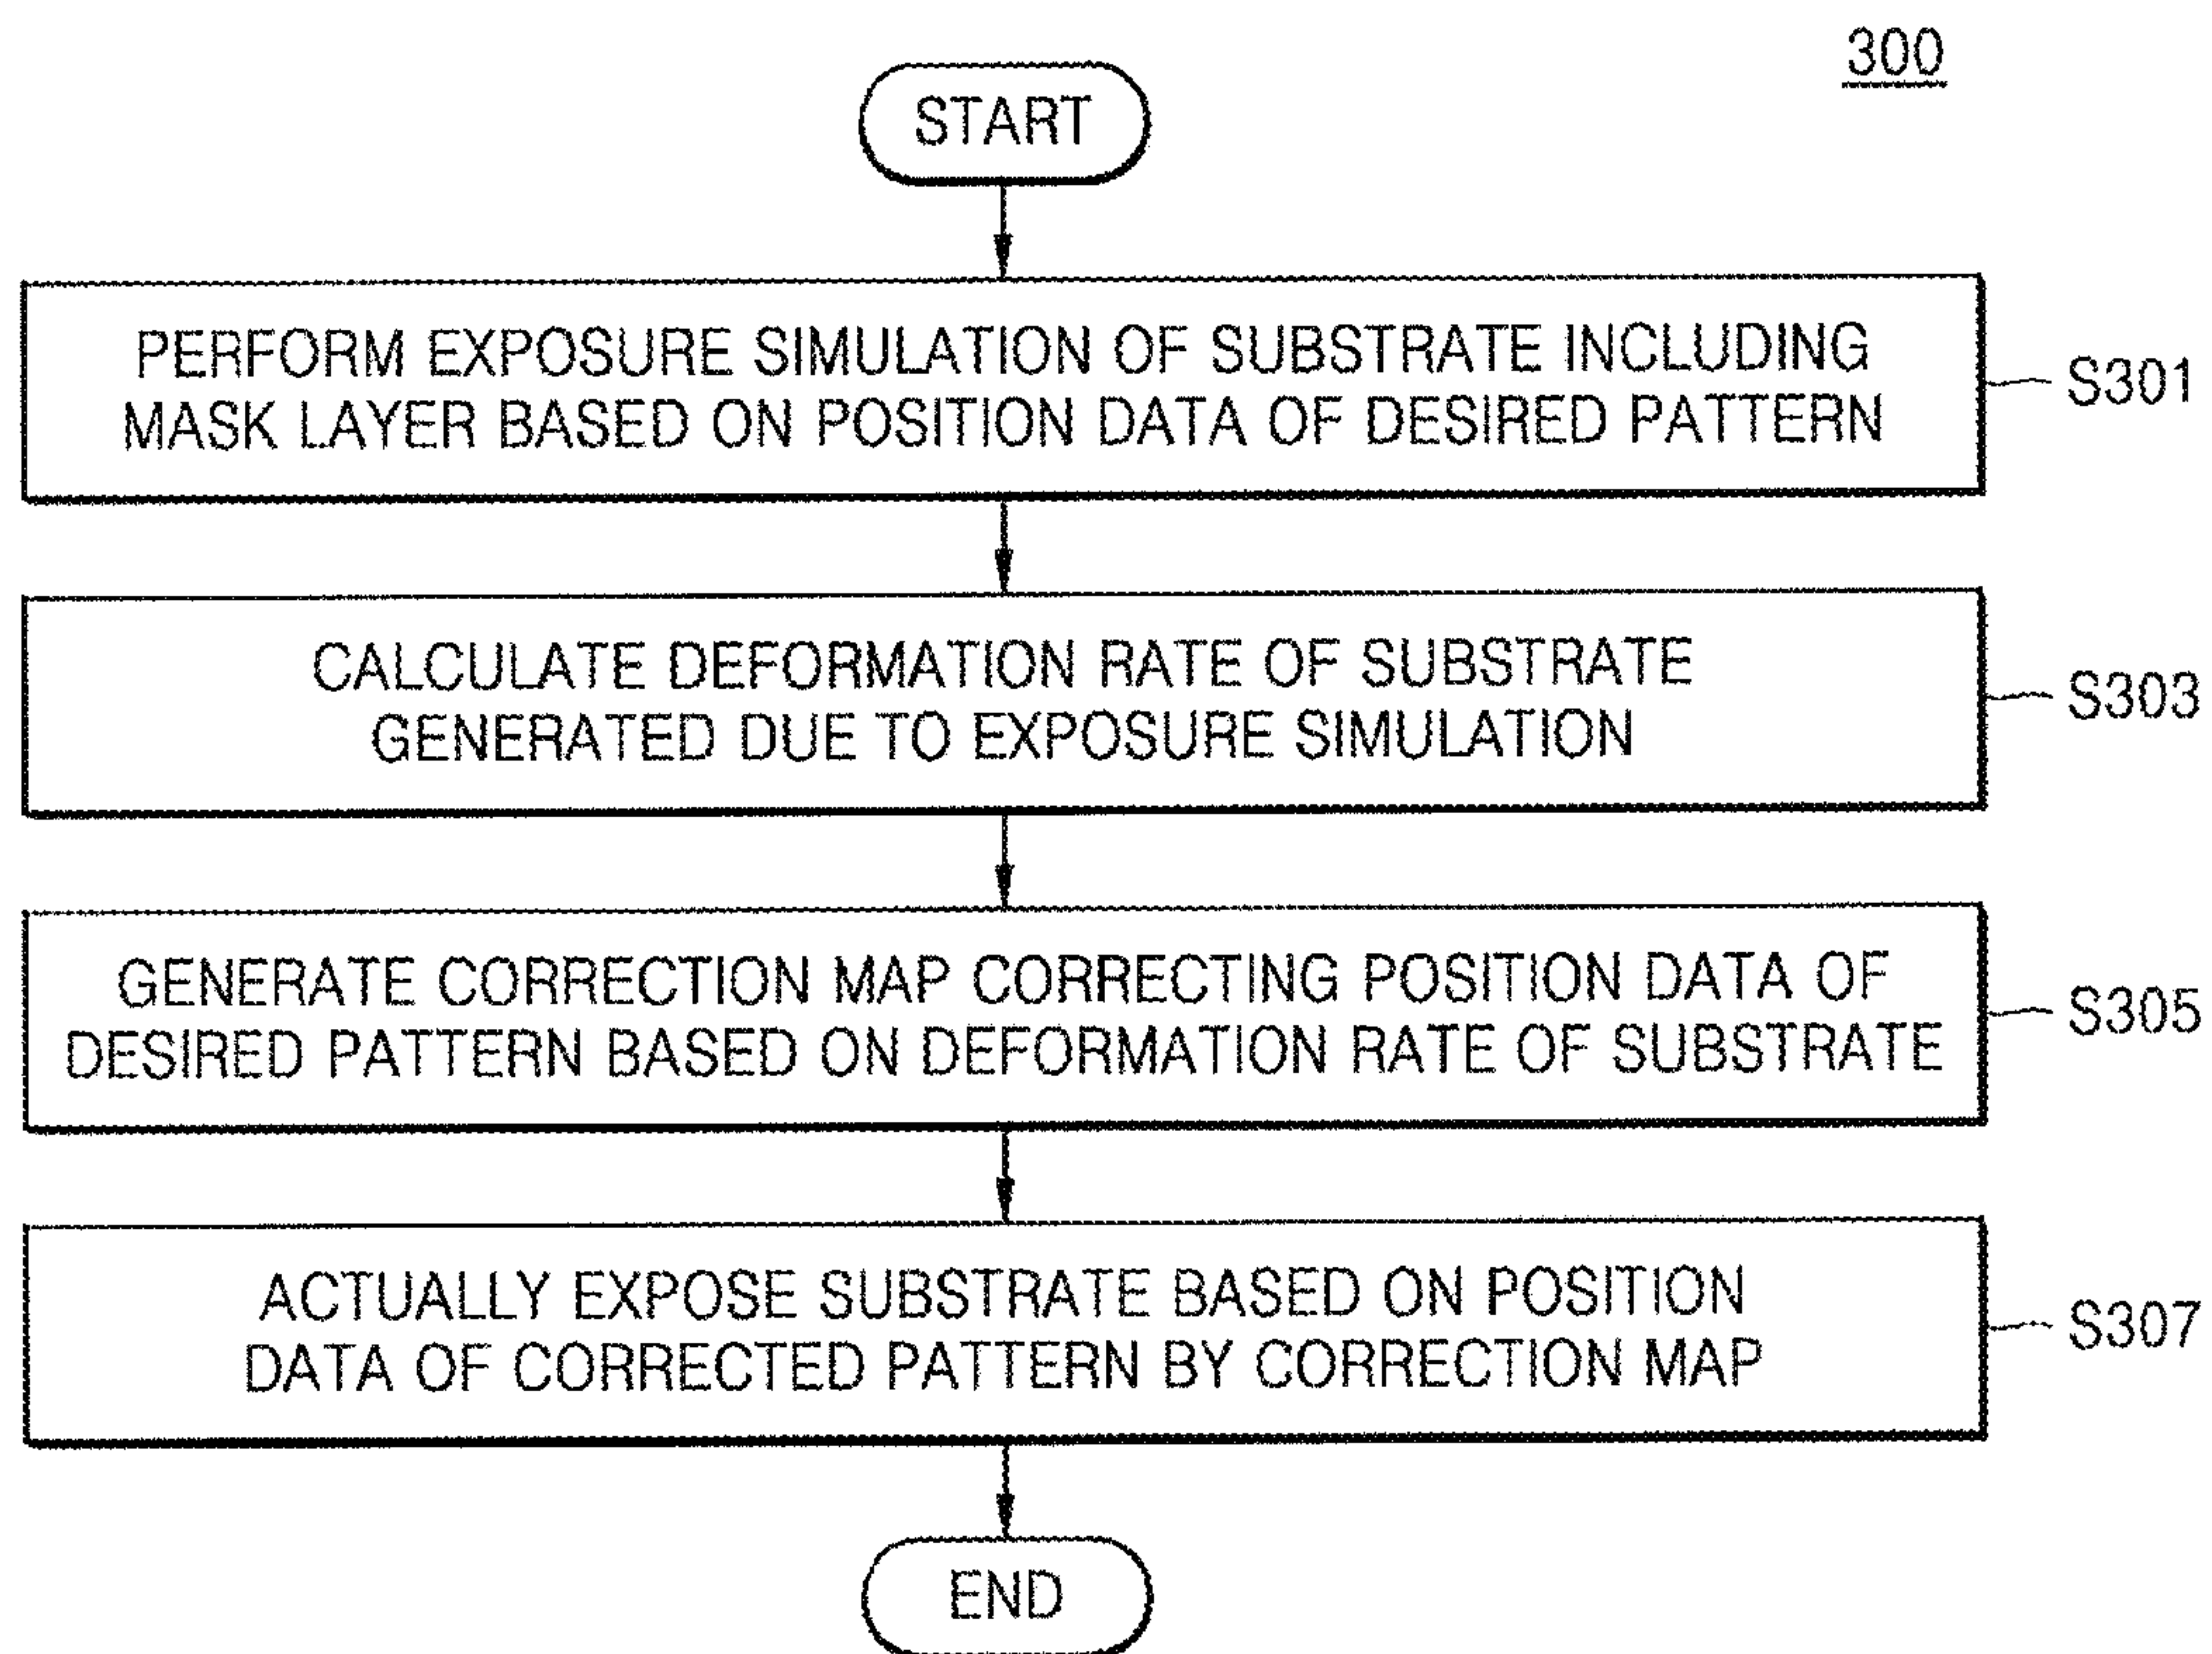 300
START
PERFORM EXPOSURE SIMULATION OF SUBSTRATE INCLUDING
MASK LAYER BASED ON POSITION DATA OF DESIRED PATTERN
S301
CALCULATE DEFORMATION RATE OF SUBSTRATE
GENERATED DUE TO EXPOSURE SIMULATION
S303
GENERATE CORRECTION MAP CORRECTING POSITION DATA OF
DESIRED PATTERN BASED ON DEFORMATION RATE OF SUBSTRATE
S305
ACTUALLY EXPOSE SUBSTRATE BASED ON POSITION
DATA OF CORRECTED PATTERN BY CORRECTION MAP
S307
END